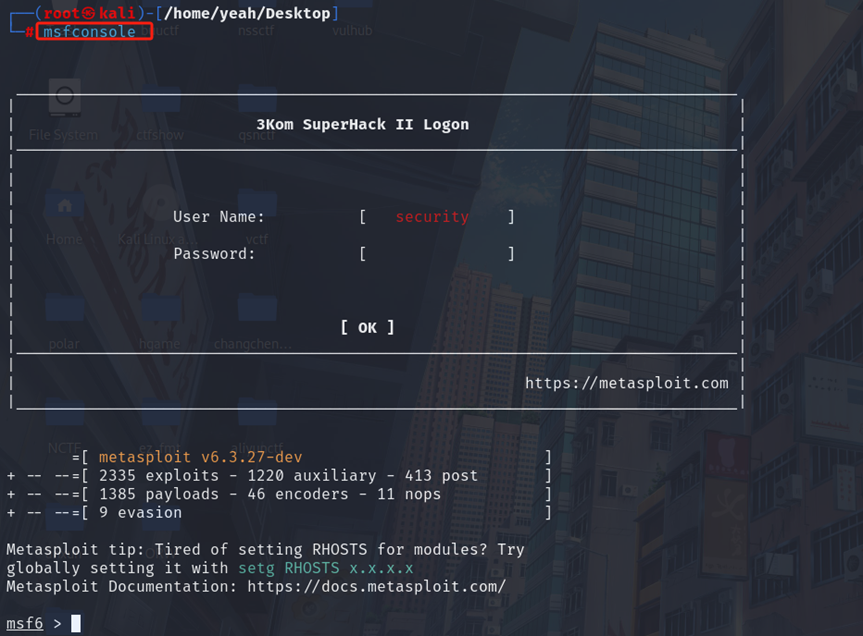 ┌──(root㉿kali)-[/home/yeah/Desktop]
└─# msfconsole
nssctf
vulhub
3Kom SuperHack II Logon
File System
ctfshow
qsnctf
User Name: [ security ]
Home
Kali Linux a...
vctf
Password: [ ]
[ OK ]
polar
hgame
changchen...
https://metasploit.com
NCTF
ez_fmt
aliyunctf
=[ metasploit v6.3.27-dev ]
+ -- --=[ 2335 exploits - 1220 auxiliary - 413 post ]
+ -- --=[ 1385 payloads - 46 encoders - 11 nops ]
+ -- --=[ 9 evasion ]
Metasploit tip: Tired of setting RHOSTS for modules? Try
globally setting it with setg RHOSTS x.x.x.x
Metasploit Documentation: https://docs.metasploit.com/
msf6 >